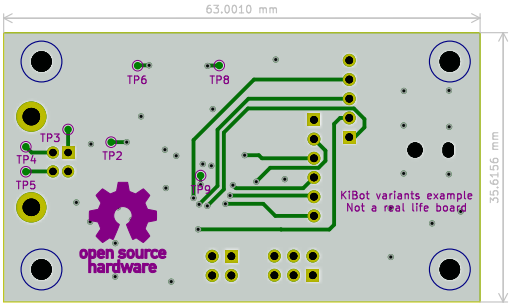 63.0010 mm
TP6
TP8
TP3
TP2
TP4
TP5
TP9
35.6156 mm
KiBot variants example
Not a real life board
open source
hardware